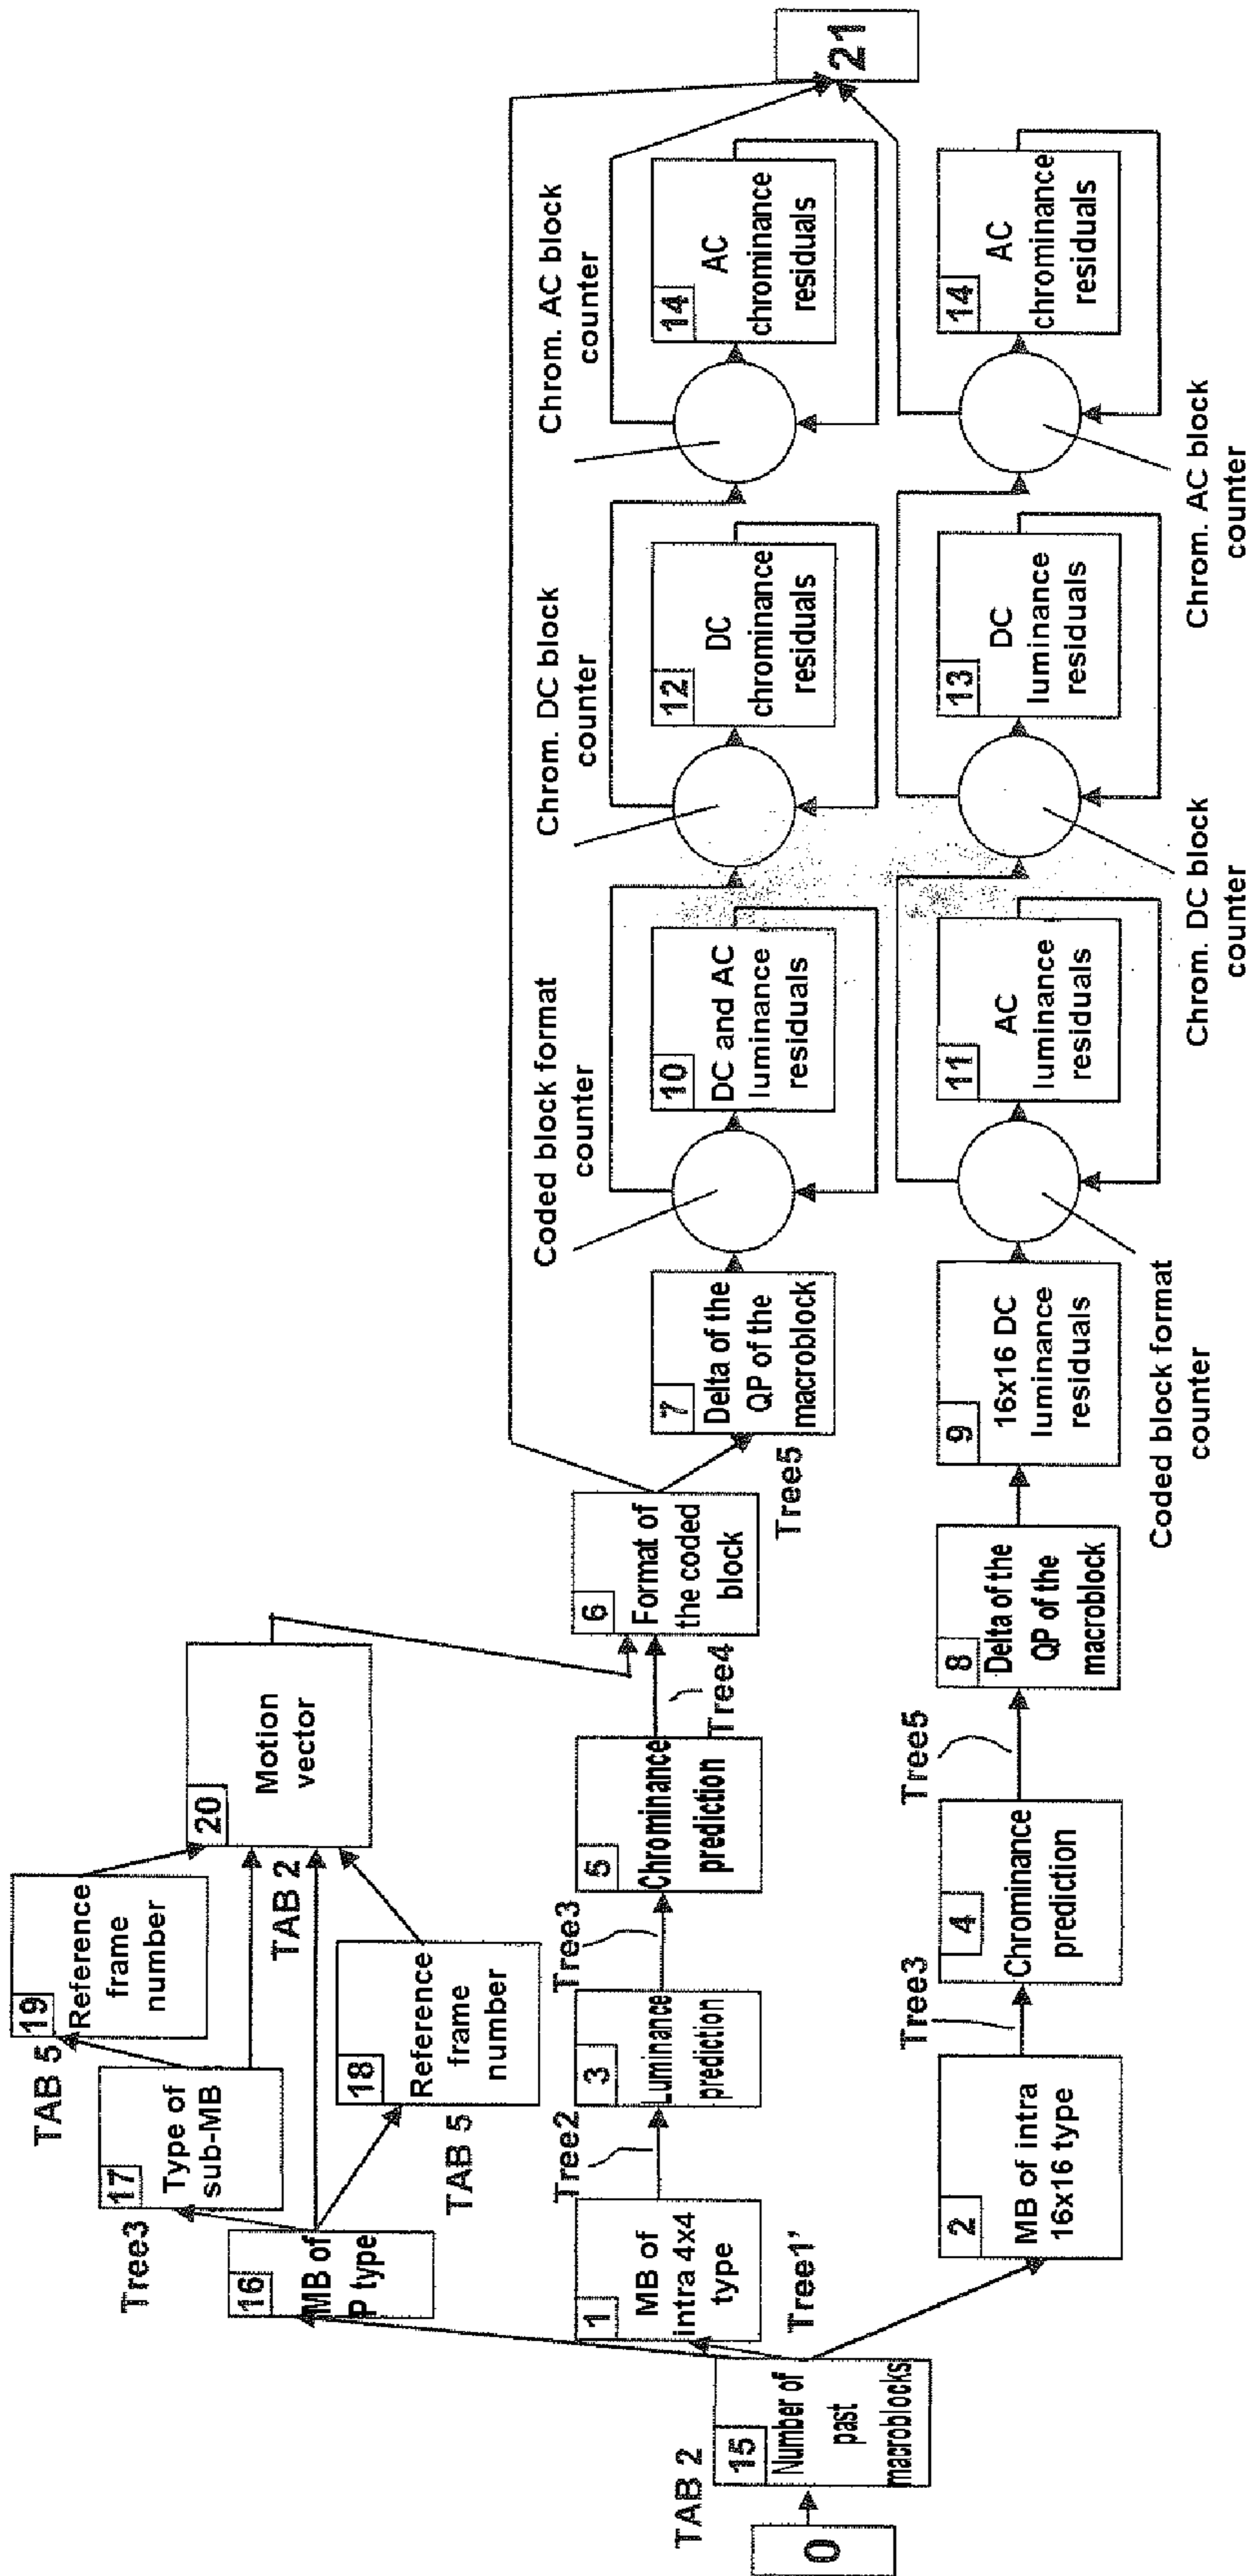 0
TAB 2
15
Number of
past
macroblocks
Tree1'
16
MB of
P type
Tree3
17
Type of
sub-MB
TAB 5
19
Reference
frame
number
18
Reference
frame
number
TAB 5
TAB 2
20
Motion
vector
1
MB of
intra 4x4
type
Tree2
3
Luminance
prediction
Tree3
5
Chrominance
prediction
Tree4
6
Format of
the coded
block
Tree5
7
Delta of the
QP of the
macroblock
Coded block format
counter
10
DC and AC
luminance
residuals
Chrom. DC block
counter
12
DC
chrominance
residuals
Chrom. AC block
counter
14
AC
chrominance
residuals
21
2
MB of intra
16x16 type
Tree3
4
Chrominance
prediction
Tree5
8
Delta of the
QP of the
macroblock
9
16x16 DC
luminance
residuals
Coded block format
counter
11
AC
luminance
residuals
Chrom. DC block
counter
13
DC
luminance
residuals
Chrom. AC block
counter
14
AC
chrominance
residuals